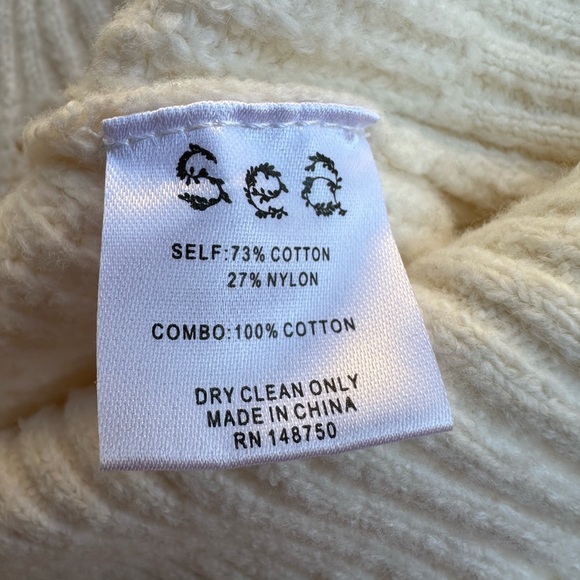 Sea
SELF:73% COTTON
27% NYLON
COMBO:100% COTTON
DRY CLEAN ONLY
MADE IN CHINA
RN 148750